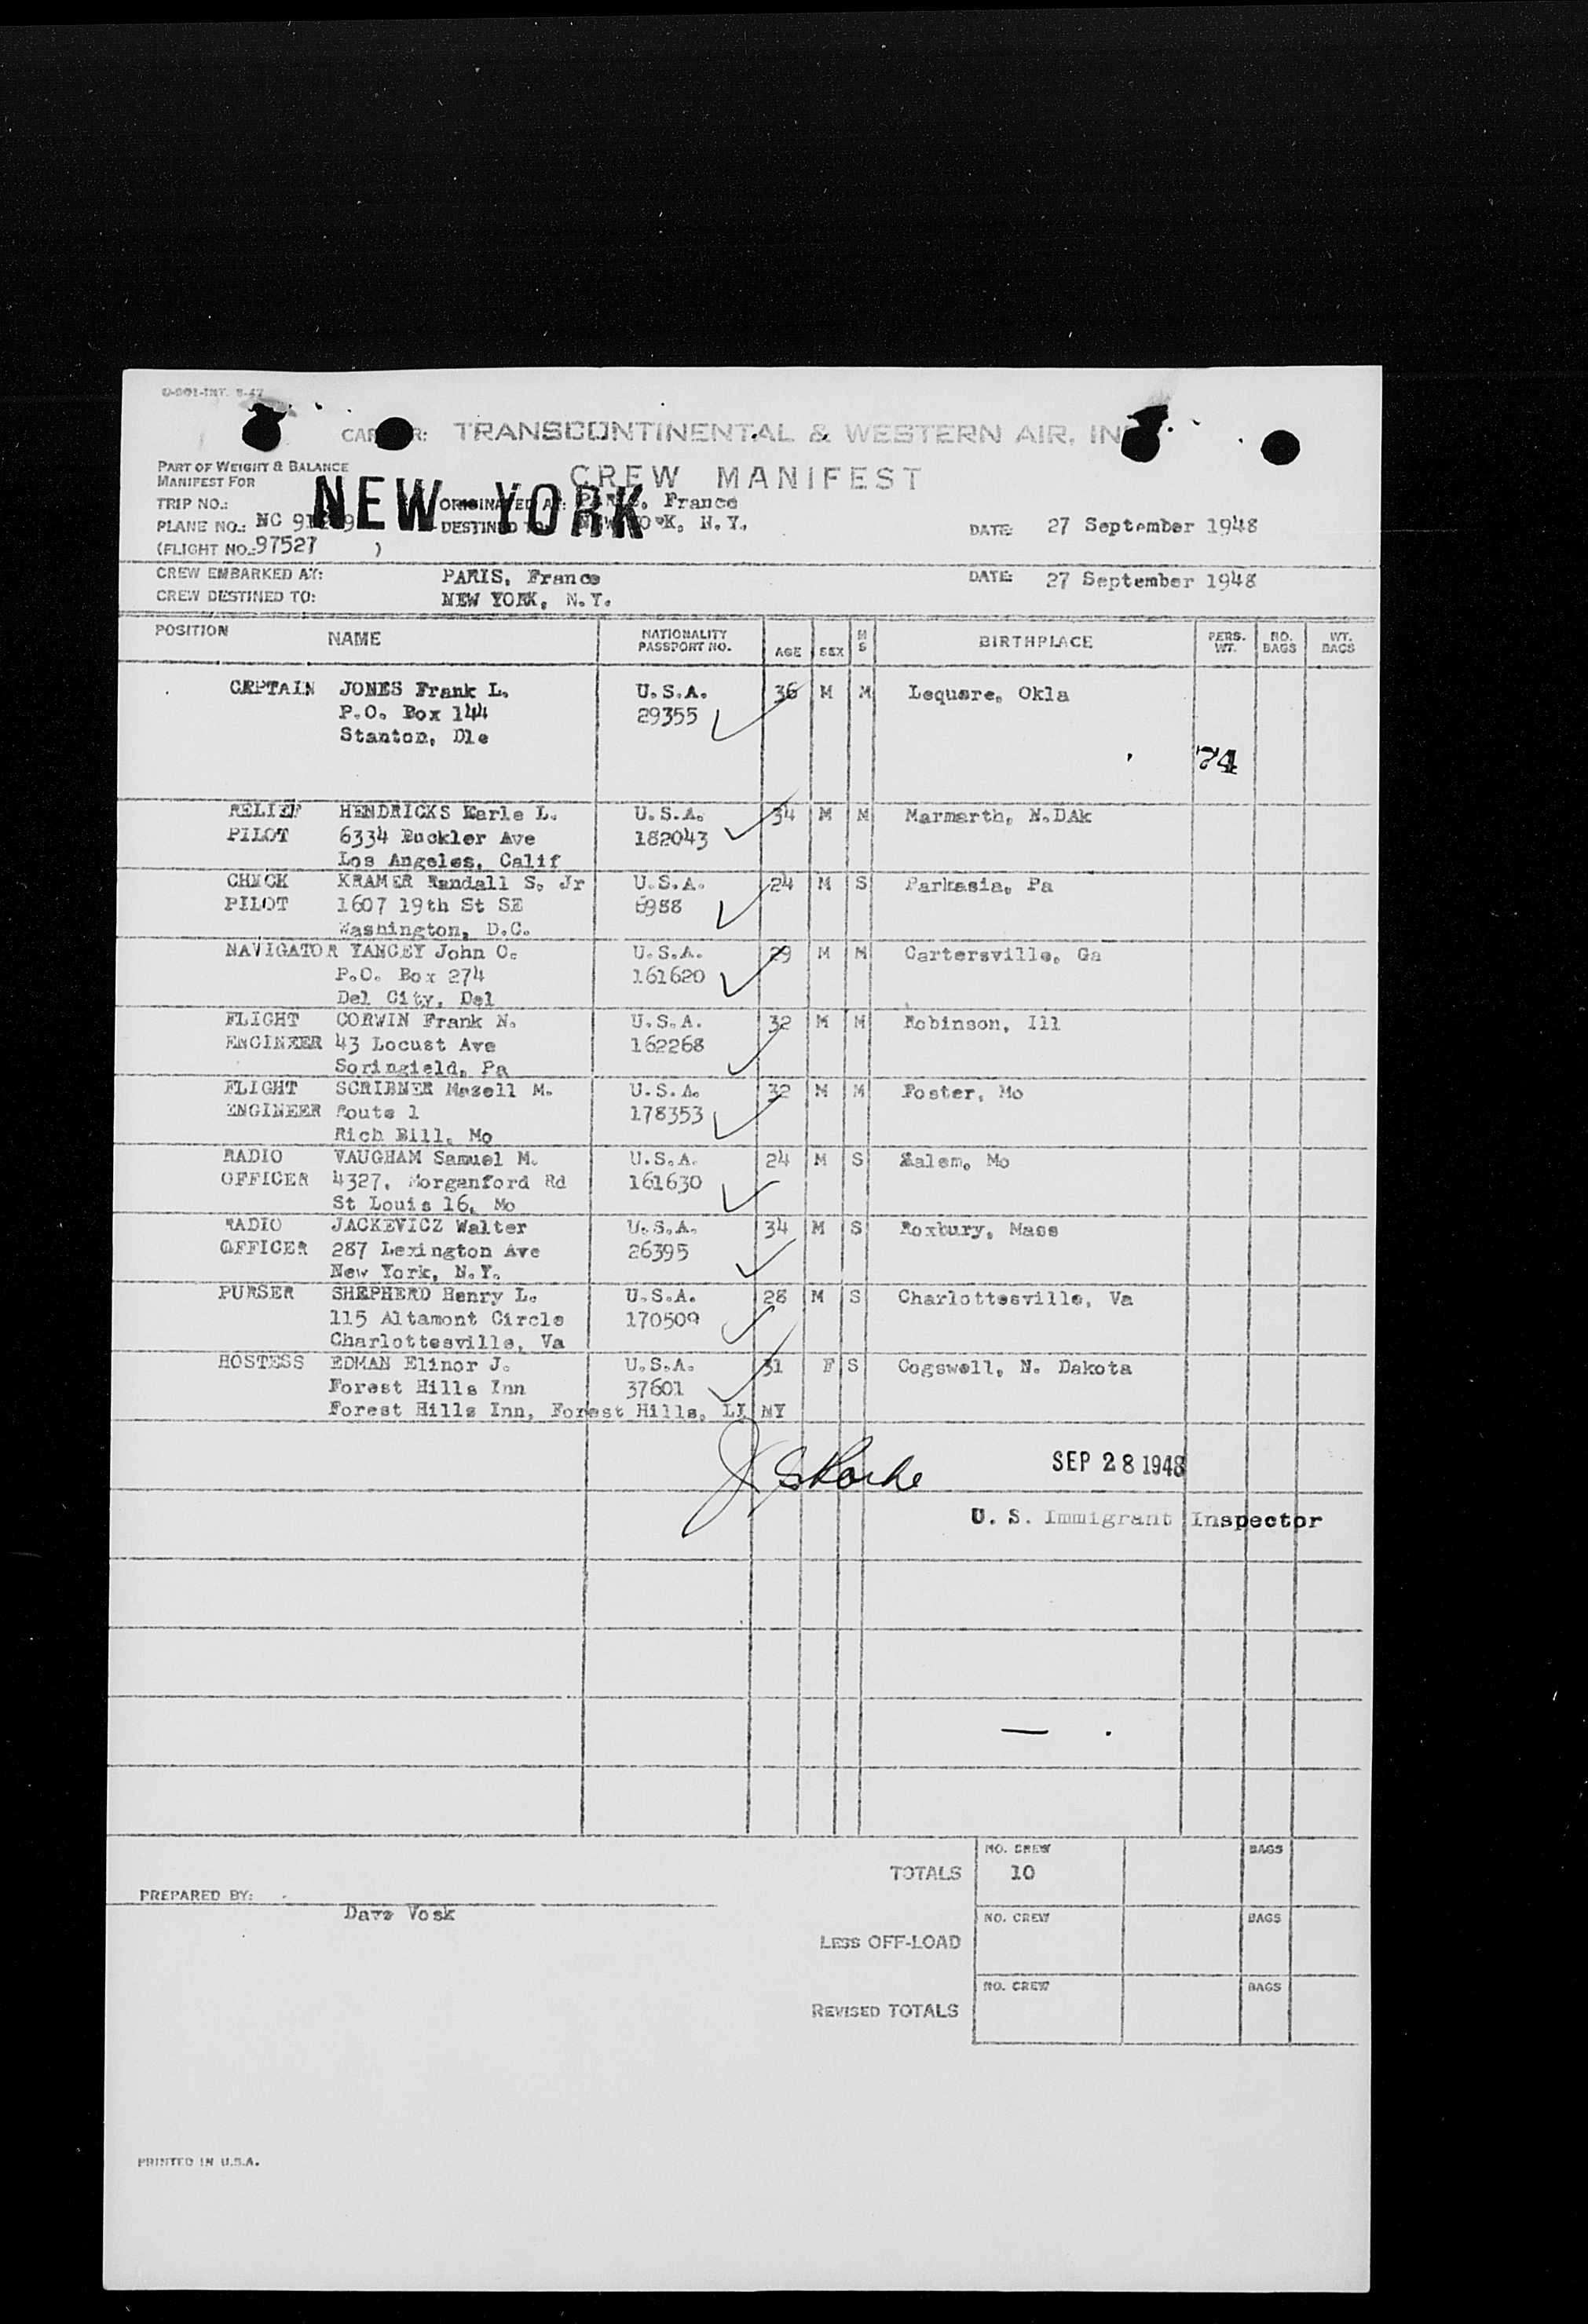 TRANSCONTINENTAL & WESTERN AIR, IN
CREW MANIFEST
PART OF WEIGHT & BALANCE
MANIFEST FOR
NEW YORK
TRIP NO.:
France
PLANE NO.: NC
N.Y.
DATE: 27 September 1948
(FLIGHT NO.: 97527 )
CREW EMBARKED AT: PARIS, France DATE: 27 September 1948
CREW DESTINED TO: NEW YORK, N.Y.
POSITION NAME NATIONALITY PASSPORT NO. AGE SEX M S BIRTHPLACE PERS. WT. NO. BAGS WT. BAGS
CAPTAIN JONES Frank L. U.S.A. 36 M M Lequere, Okla
P.O. Box 144 29355
Stanton, Dle
74
RELIEF HENDRICKS Earle L. U.S.A. 34 M M Marmarth, N.DAk
PILOT 6334 Buckler Ave 182043
Los Angeles, Calif
CHECK KRAMER Randall S. Jr U.S.A. 24 M S Parkasia, Pa
PILOT 1607 19th St SE 6988
Washington, D.C.
NAVIGATOR YANCEY John O. U.S.A. 29 M M Cartersville, Ga
P.O. Box 274 161620
Del City, Del
FLIGHT CORWIN Frank N. U.S.A. 32 M M Robinson, Ill
ENGINEER 43 Locust Ave 162268
Soringield, Pa
FLIGHT SCRIBNER Mazell M. U.S.A. 32 M M Foster, Mo
ENGINEER Route 1 178353
Rich Bill, Mo
RADIO VAUGHAM Samuel M. U.S.A. 24 M S Salem, Mo
OFFICER 4327, Morganford Rd 161630
St Louis 16, Mo
RADIO JACKEVICZ Walter U.S.A. 34 M S Roxbury, Mass
OFFICER 287 Lexington Ave 26395
New York, N.Y.
PURSER SHEPHERD Henry L. U.S.A. 28 M S Charlottesville, Va
115 Altamont Circle 170509
Charlottesville, Va
HOSTESS EDMAN Elinor J. U.S.A. 31 F S Cogswell, N. Dakota
Forest Hills Inn 37601
Forest Hills Inn, Forest Hills, LI NY
SEP 28 1948
U. S. Immigrant Inspector
NO. CREW BAGS
TOTALS 10
PREPARED BY:
Dave Vosk
NO. CREW BAGS
LESS OFF-LOAD
NO. CREW BAGS
REVISED TOTALS
PRINTED IN U.S.A.